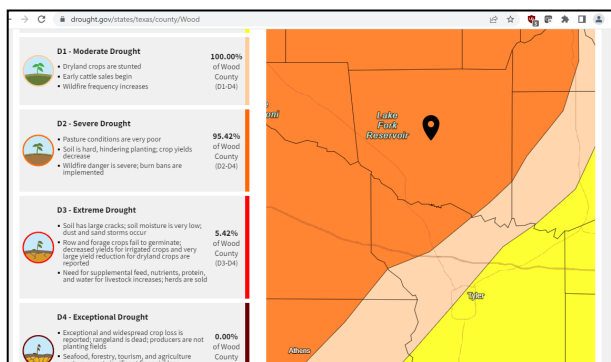 drought.gov/states/texas/county/Wood
D1 - Moderate Drought
• Dryland crops are stunted
• Early cattle sales begin
• Wildfire frequency increases
100.00%
of Wood
County
(D1-D4)
D2 - Severe Drought
• Pasture conditions are very poor
• Soil is hard, hindering planting; crop yields
decrease
• Wildfire danger is severe; burn bans are
implemented
95.42%
of Wood
County
(D2-D4)
D3 - Extreme Drought
• Soil has large cracks; soil moisture is very low;
dust and sand storms occur
• Row and forage crops fail to germinate;
decreased yields for irrigated crops and very
large yield reduction for dryland crops are
reported
• Need for supplemental feed, nutrients, protein,
and water for livestock increases; herds are sold
5.42%
of Wood
County
(D3-D4)
D4 - Exceptional Drought
• Exceptional and widespread crop loss is
reported; rangeland is dead; producers are not
planting fields
• Seafood, forestry, tourism, and agriculture
0.00%
of Wood
County
oni
Lake
Fork
Reservoir
Tyler
Athens